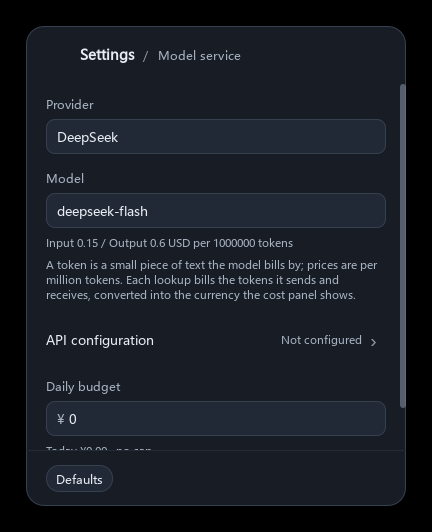 Settings / Model service
Provider
DeepSeek
Model
deepseek-flash
Input 0.15 / Output 0.6 USD per 1000000 tokens
A token is a small piece of text the model bills by; prices are per
million tokens. Each lookup bills the tokens it sends and
receives, converted into the currency the cost panel shows.
API configuration Not configured >
Daily budget
¥ 0
Defaults